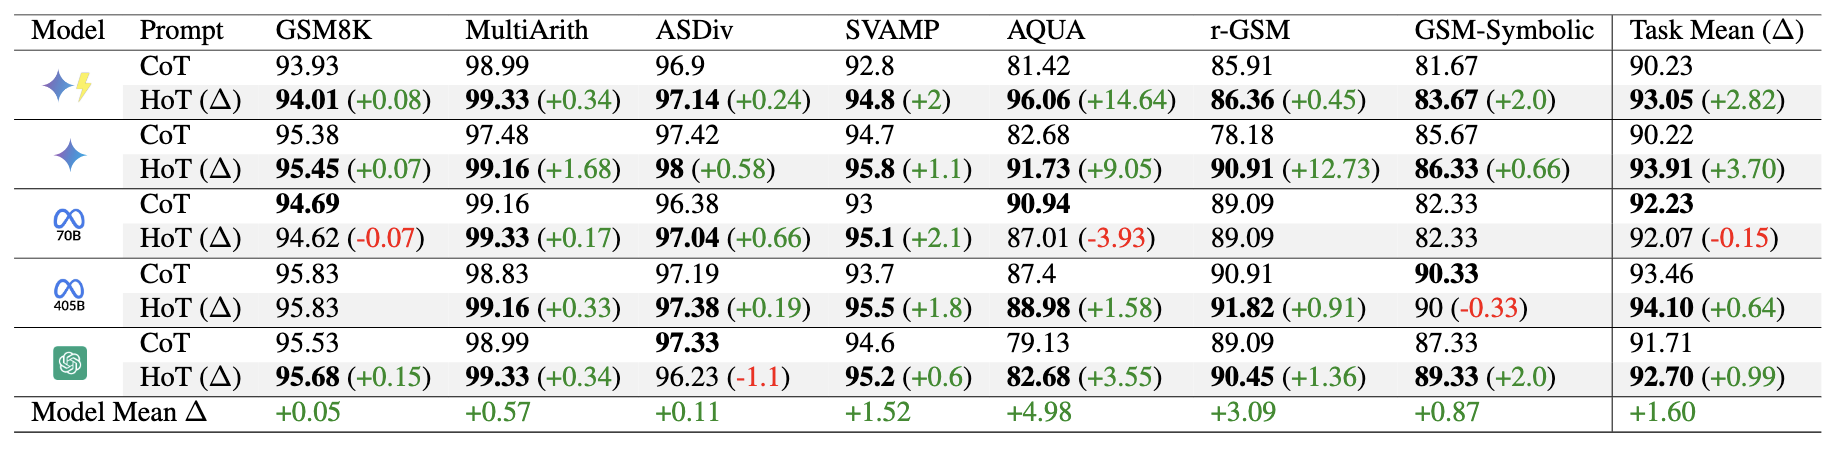 Model Prompt GSM8K MultiArith ASDiv SVAMP AQUA r-GSM GSM-Symbolic Task Mean (Δ)
CoT 93.93 98.99 96.9 92.8 81.42 85.91 81.67 90.23
HoT (Δ) 94.01 (+0.08) 99.33 (+0.34) 97.14 (+0.24) 94.8 (+2) 96.06 (+14.64) 86.36 (+0.45) 83.67 (+2.0) 93.05 (+2.82)
CoT 95.38 97.48 97.42 94.7 82.68 78.18 85.67 90.22
HoT (Δ) 95.45 (+0.07) 99.16 (+1.68) 98 (+0.58) 95.8 (+1.1) 91.73 (+9.05) 90.91 (+12.73) 86.33 (+0.66) 93.91 (+3.70)
CoT 94.69 99.16 96.38 93 90.94 89.09 82.33 92.23
70B HoT (Δ) 94.62 (-0.07) 99.33 (+0.17) 97.04 (+0.66) 95.1 (+2.1) 87.01 (-3.93) 89.09 82.33 92.07 (-0.15)
CoT 95.83 98.83 97.19 93.7 87.4 90.91 90.33 93.46
405B HoT (Δ) 95.83 99.16 (+0.33) 97.38 (+0.19) 95.5 (+1.8) 88.98 (+1.58) 91.82 (+0.91) 90 (-0.33) 94.10 (+0.64)
CoT 95.53 98.99 97.33 94.6 79.13 89.09 87.33 91.71
HoT (Δ) 95.68 (+0.15) 99.33 (+0.34) 96.23 (-1.1) 95.2 (+0.6) 82.68 (+3.55) 90.45 (+1.36) 89.33 (+2.0) 92.70 (+0.99)
Model Mean Δ +0.05 +0.57 +0.11 +1.52 +4.98 +3.09 +0.87 +1.60